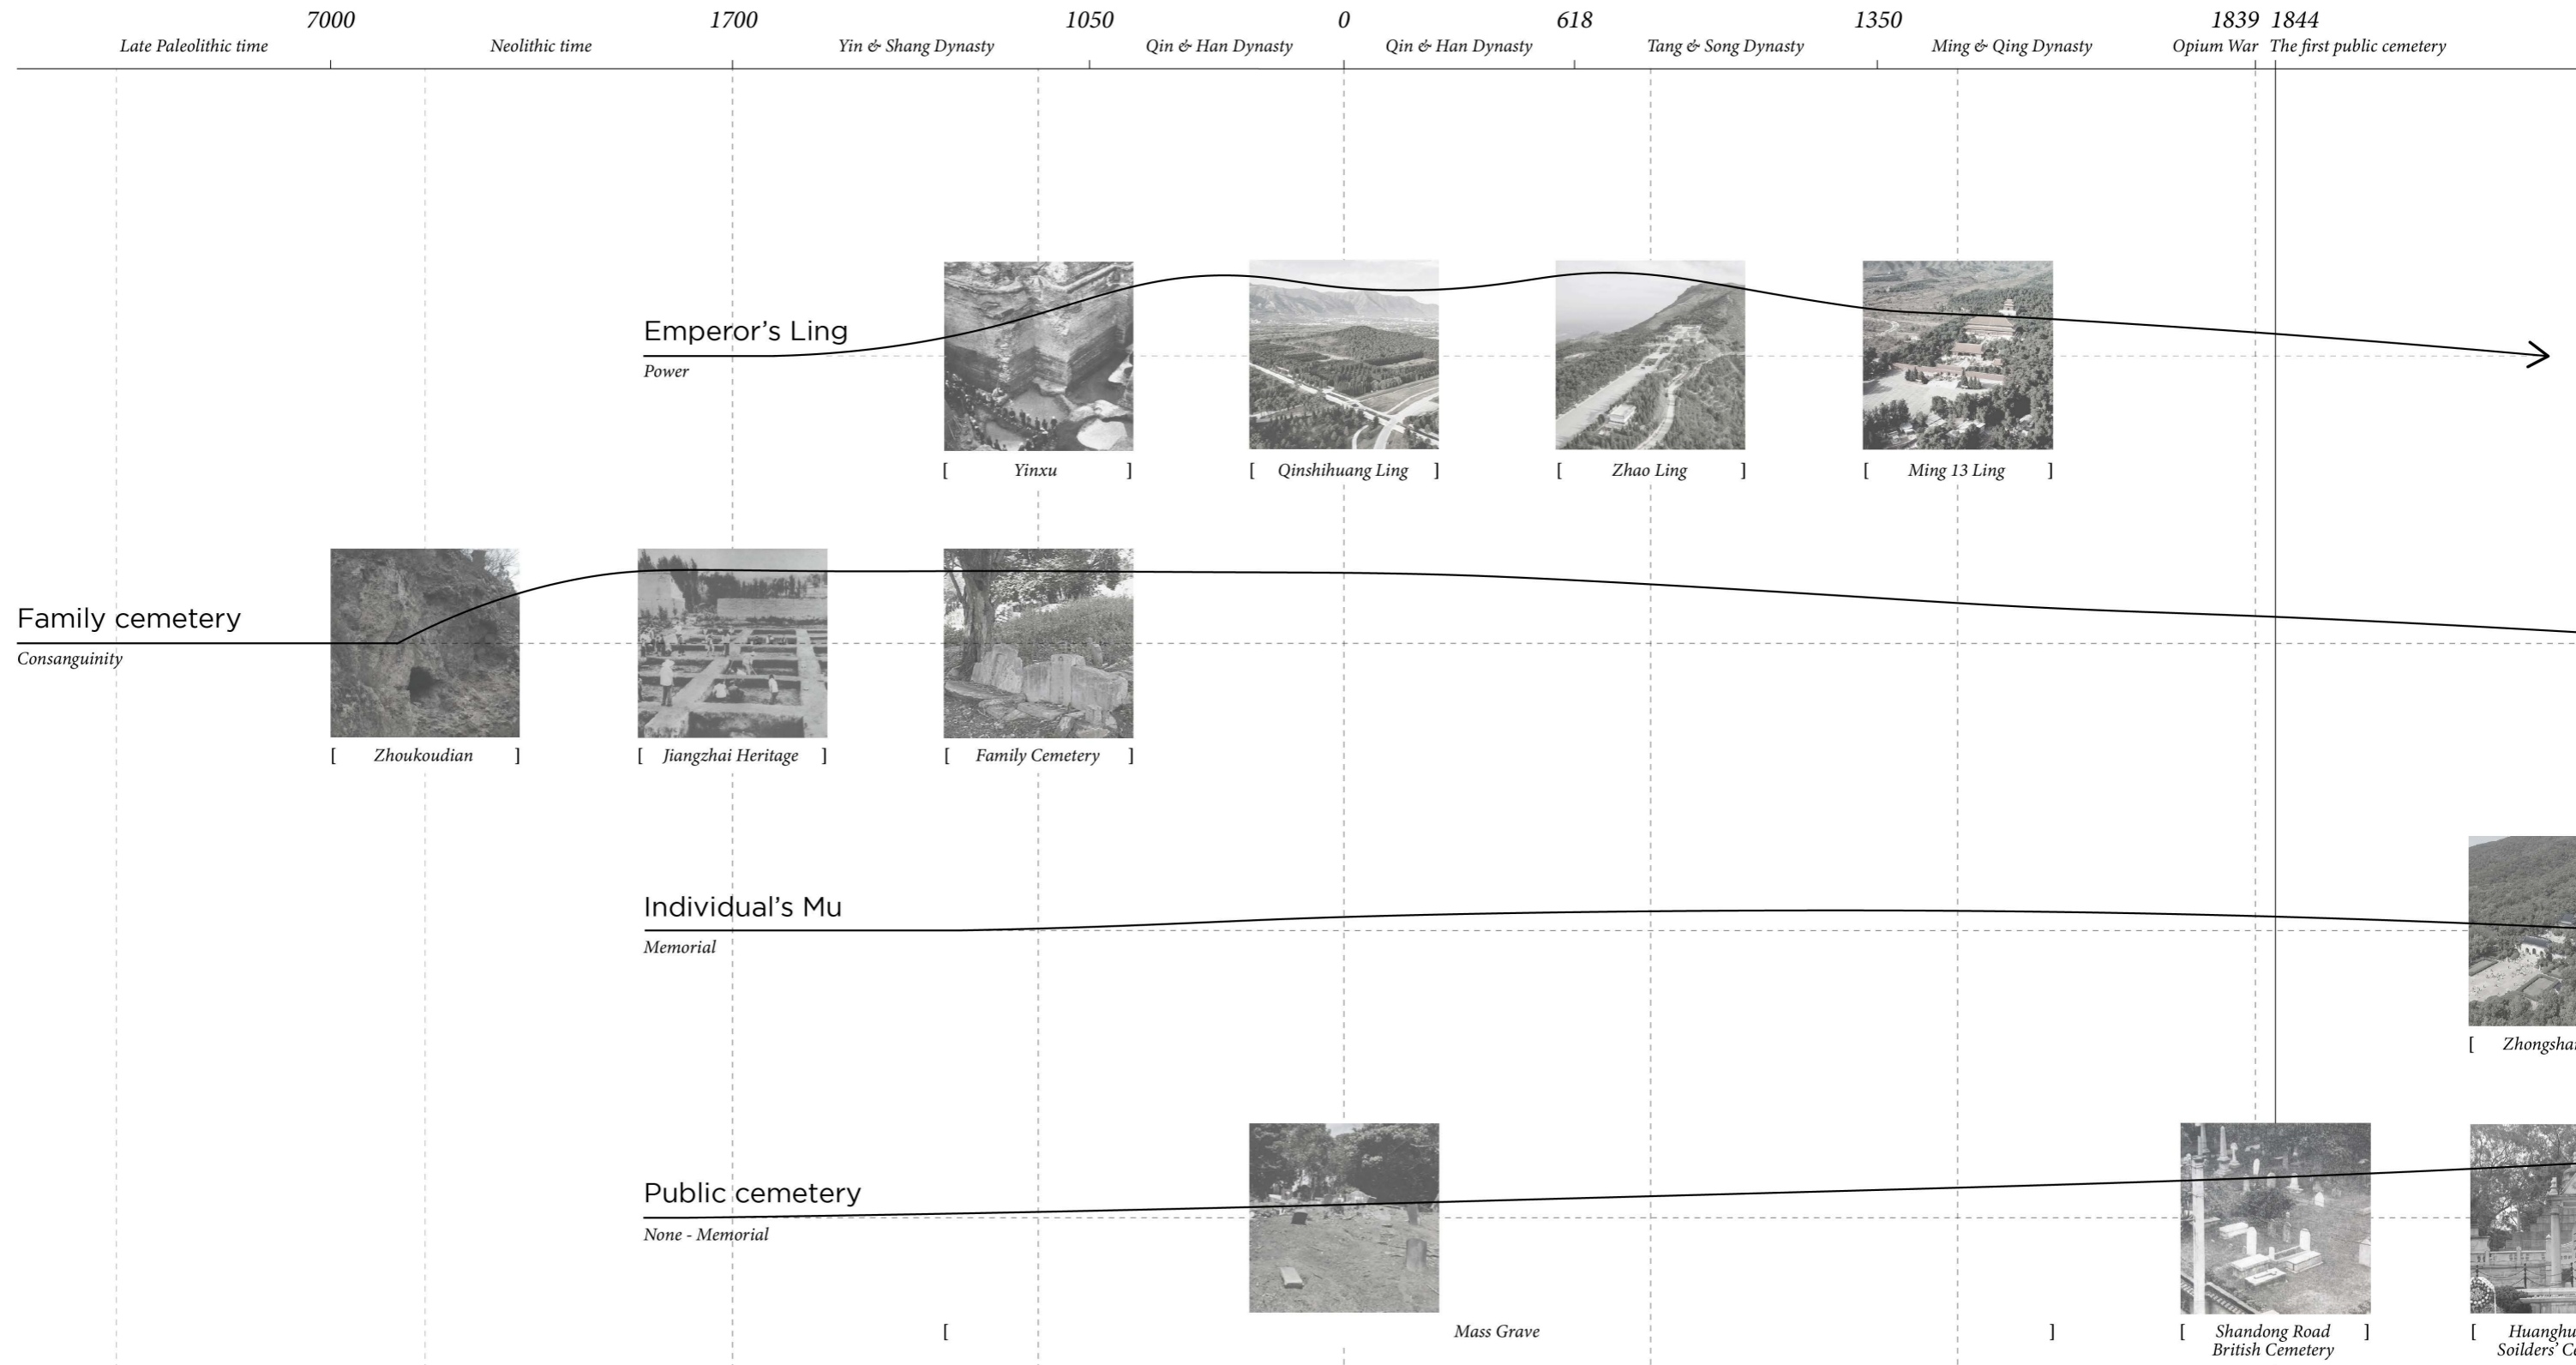 7000 1700 1050 0 618 1350 1839 1844
Late Paleolithic time Neolithic time Yin & Shang Dynasty Qin & Han Dynasty Qin & Han Dynasty Tang & Song Dynasty Ming & Qing Dynasty Opium War The first public cemetery
Emperor’s Ling
Power
[ Yinxu ] [ Qinshihuang Ling ] [ Zhao Ling ] [ Ming 13 Ling ]
Family cemetery
Consanguinity
[ Zhoukoudian ] [ Jiangzhai Heritage ] [ Family Cemetery ]
Individual’s Mu
Memorial
[
Public cemetery
None - Memorial
[ Mass Grave ] [ Shandong Road ] [
British Cemetery Soilders’